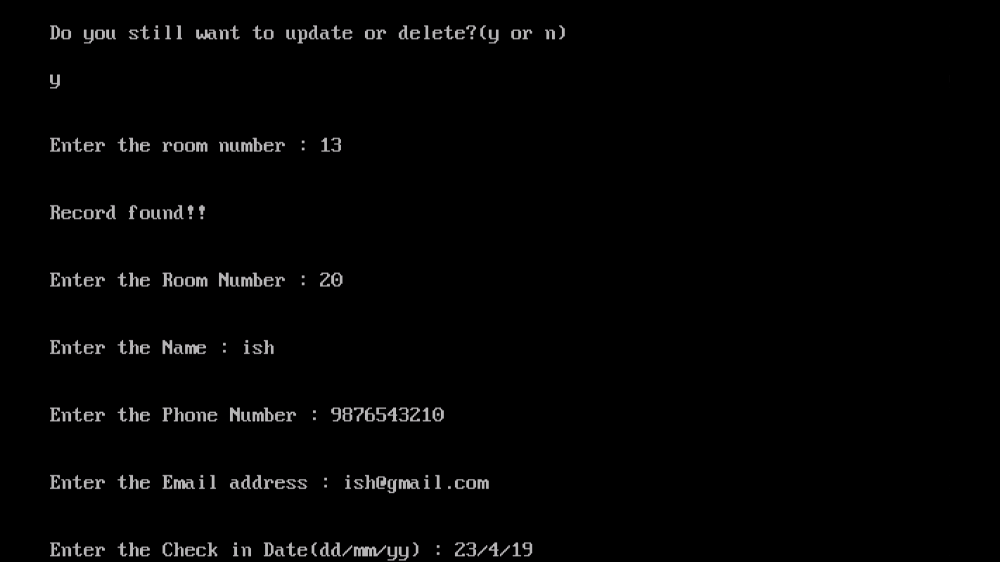 Do you still want to update or delete?(y or n)
y
Enter the room number : 13
Record found!!
Enter the Room Number : 20
Enter the Name : ish
Enter the Phone Number : 9876543210
Enter the Email address : ish@gmail.com
Enter the Check in Date(dd/mm/yy) : 23/4/19